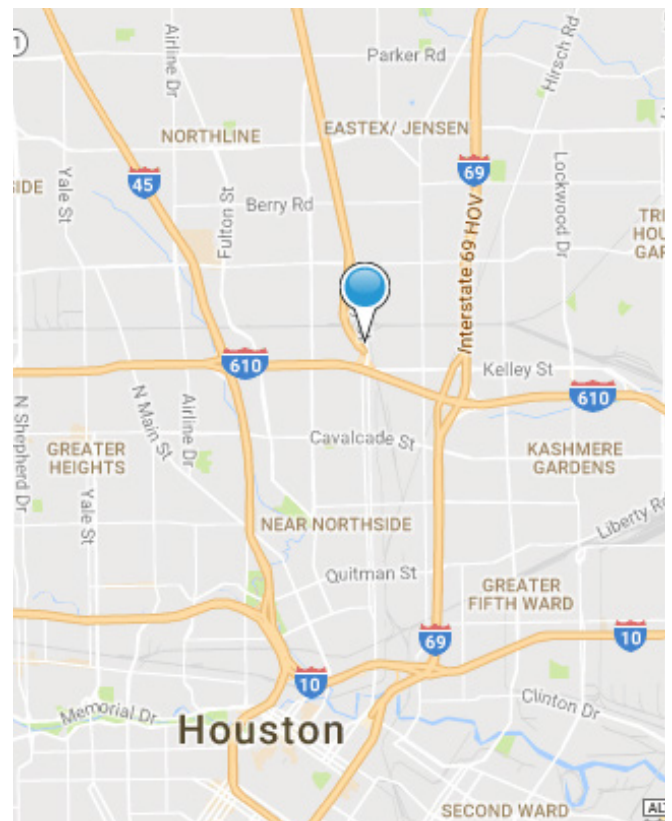 1
Airline Dr
Parker Rd
Hirsch Rd
NORTHLINE
EASTEX/ JENSEN
SIDE
Yale St
45
Fulton St
69
Lockwood Dr
Berry Rd
Interstate 69 HOV
TRI
HOU
GAR
610
Kelley St
610
N Shepherd Dr
N Main St
Airline Dr
Cavalcade St
GREATER
HEIGHTS
KASHMERE
GARDENS
Yale St
NEAR NORTHSIDE
Liberty Rd
Quitman St
GREATER
FIFTH WARD
69
10
10
Memorial Dr
Clinton Dr
Houston
SECOND WARD
AL